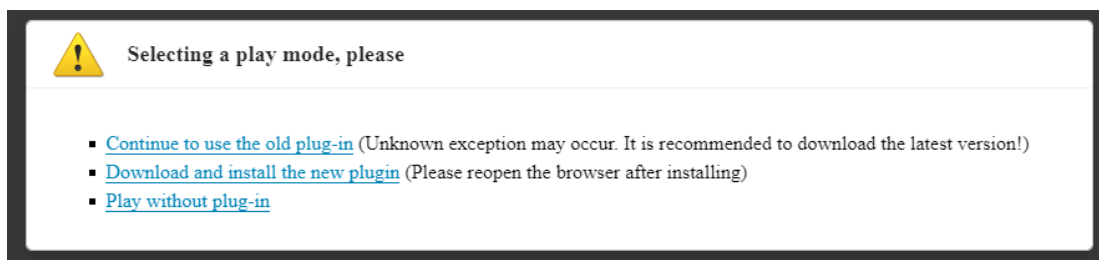 Selecting a play mode, please
Continue to use the old plug-in (Unknown exception may occur. It is recommended to download the latest version!)
Download and install the new plugin (Please reopen the browser after installing)
Play without plug-in